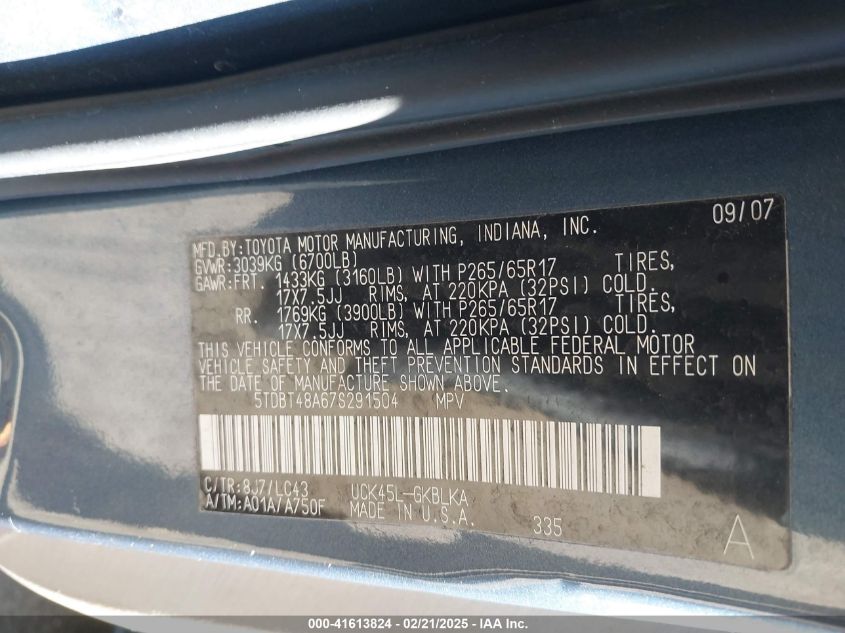 09/07
MFD.BY:TOYOTA MOTOR MANUFACTURING, INDIANA, INC.
GVWR:3039KG (6700LB)
GAWR:FRT. 1433KG (3160LB) WITH P265/65R17 TIRES,
17X7.5JJ RIMS, AT 220KPA (32PSI) COLD.
RR. 1769KG (3900LB) WITH P265/65R17 TIRES,
17X7.5JJ RIMS, AT 220KPA (32PSI) COLD.
THIS VEHICLE CONFORMS TO ALL APPLICABLE FEDERAL MOTOR
VEHICLE SAFETY AND THEFT PREVENTION STANDARDS IN EFFECT ON
THE DATE OF MANUFACTURE SHOWN ABOVE.
5TDBT48A67S291504 MPV
C/TR:8J7/LC43 UCK45L-GKBLKA
A/TM:A01A/A750F MADE IN U.S.A. 335 A
000-41613824 - 02/21/2025 - IAA Inc.